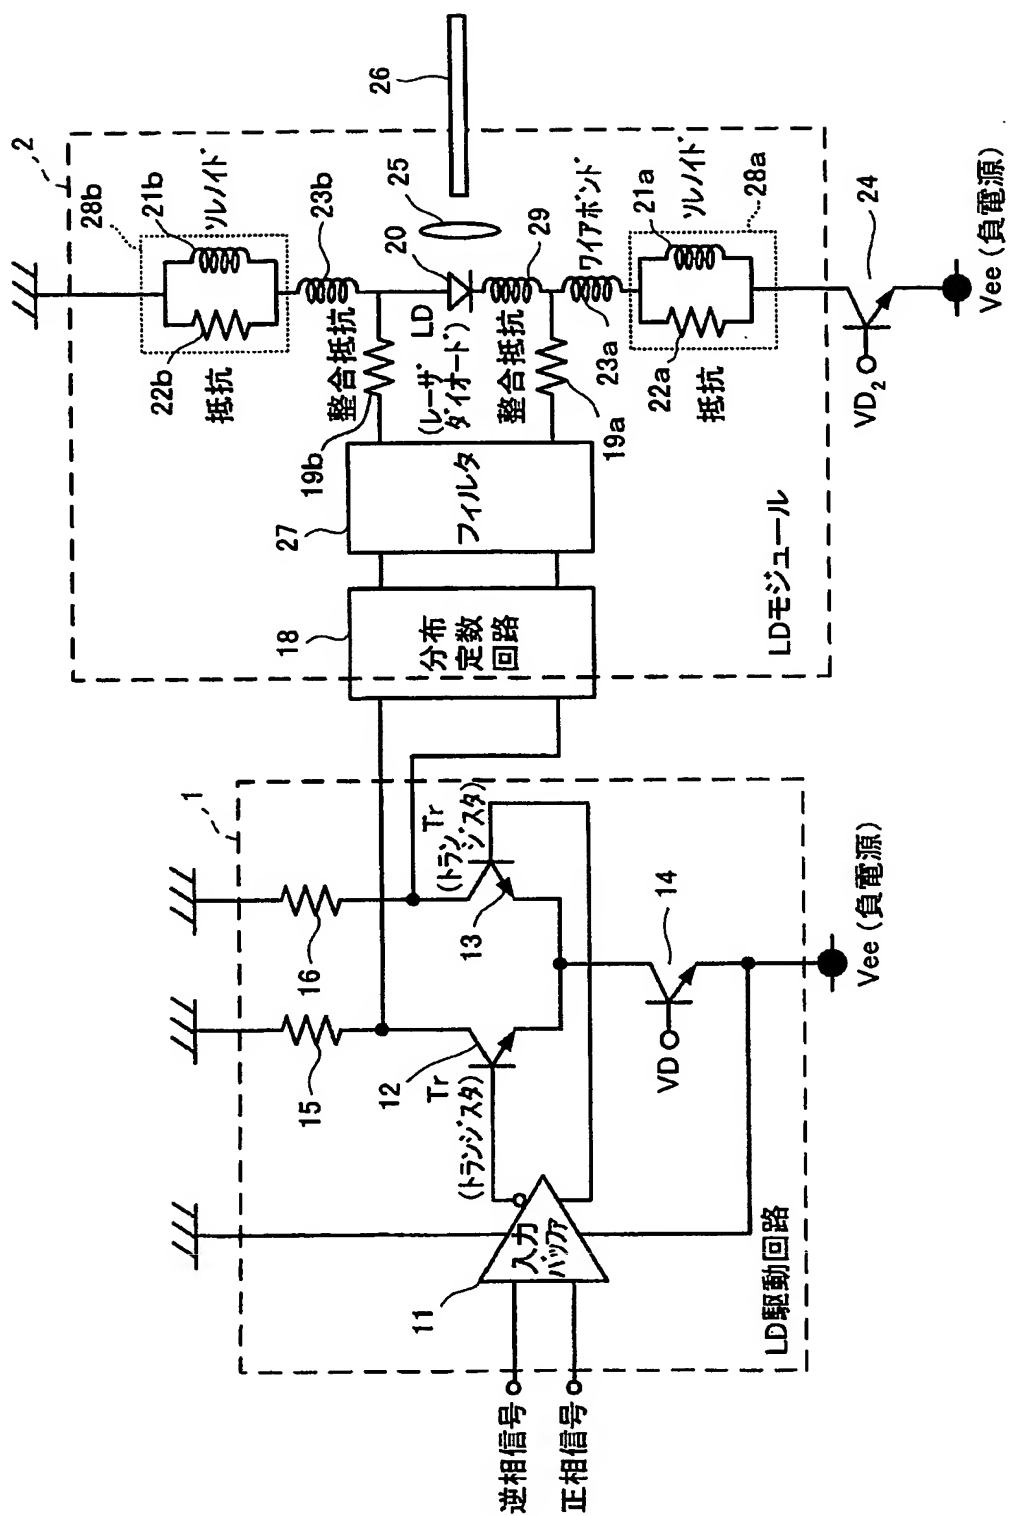 2
28b
21b
ソレノイド
23b
22b
抵抗
整合抵抗
19b
26
25
20
LD
(レーザ
ダイオード)
29
整合抵抗
19a
ワイアボンド
23a
21a
ソレノイド
28a
22a
抵抗
24
VD2
Vee (負電源)
27
フィルタ
18
分布
定数
回路
LDモジュール
1
16
15
Tr
(トラン
ジスタ)
13
12
Tr
(トランジスタ)
14
VD
Vee (負電源)
11
入力
バッファ
LD駆動回路
逆相信号
正相信号